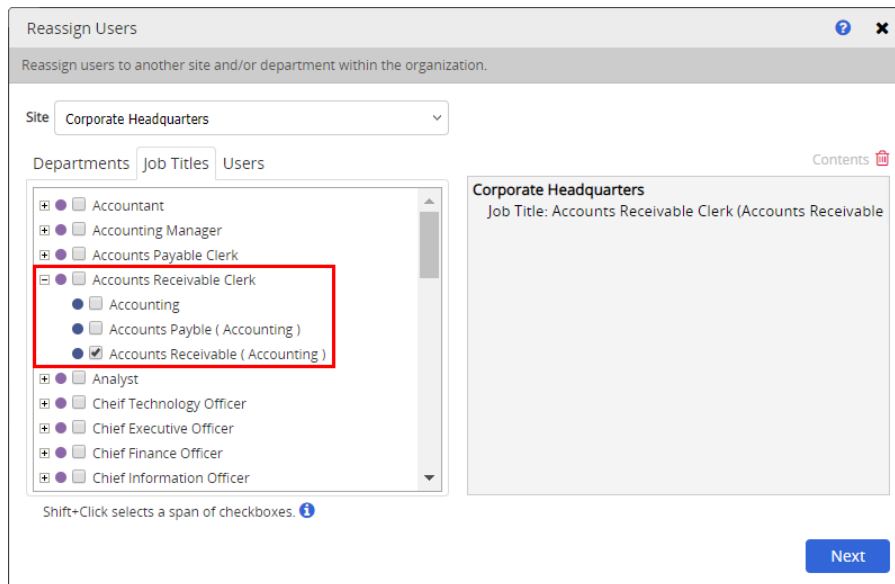 Reassign Users
Reassign users to another site and/or department within the organization.
Site Corporate Headquarters
Departments Job Titles Users
Contents
Accountant
Accounting Manager
Accounts Payable Clerk
Accounts Receivable Clerk
Accounting
Accounts Payble ( Accounting )
Accounts Receivable ( Accounting )
Analyst
Cheif Technology Officer
Chief Executive Officer
Chief Finance Officer
Chief Information Officer
Corporate Headquarters
Job Title: Accounts Receivable Clerk (Accounts Receivable
Shift+Click selects a span of checkboxes.
Next